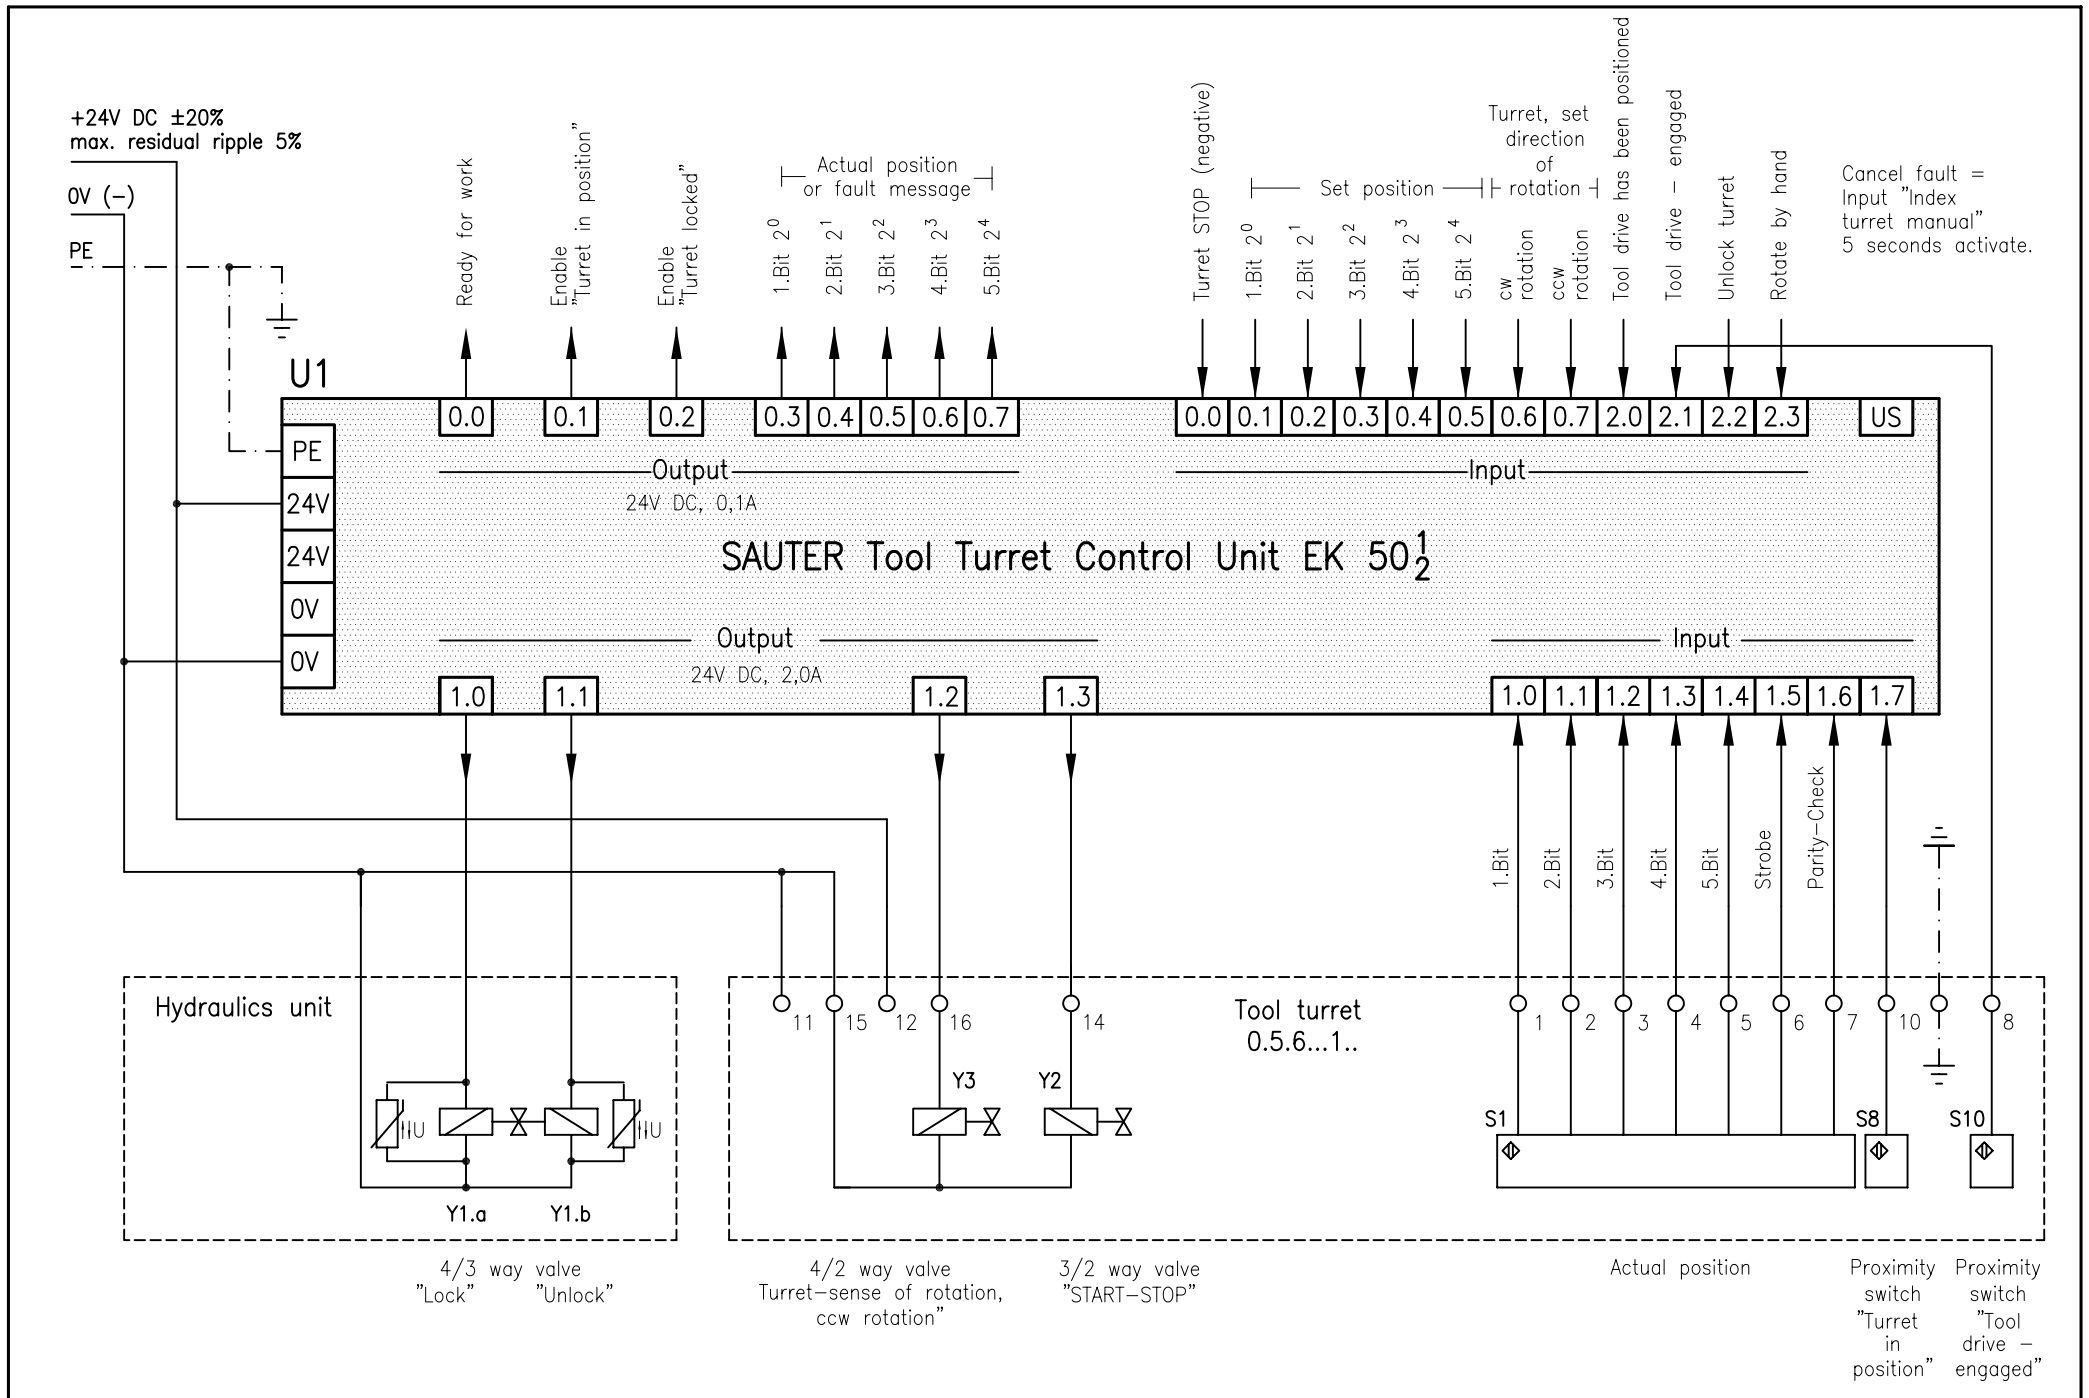 +24V DC ±20%
max. residual ripple 5%
0V (-)
PE
Ready for work
Enable
"Turret in position"
Enable
"Turret locked"
Actual position
or fault message
1.Bit 2⁰
2.Bit 2¹
3.Bit 2²
4.Bit 2³
5.Bit 2⁴
Turret STOP (negative)
Set position
1.Bit 2⁰
2.Bit 2¹
3.Bit 2²
4.Bit 2³
5.Bit 2⁴
Turret, set
direction
of
rotation
cw
rotation
ccw
rotation
Tool drive has been positioned
Tool drive - engaged
Unlock turret
Rotate by hand
Cancel fault =
Input "Index
turret manual"
5 seconds activate.
U1
0.0 0.1 0.2 0.3 0.4 0.5 0.6 0.7
0.0 0.1 0.2 0.3 0.4 0.5 0.6 0.7 2.0 2.1 2.2 2.3 US
PE
24V
24V
0V
0V
Output
24V DC, 0,1A
Input
SAUTER Tool Turret Control Unit EK 50 1/2
Output
24V DC, 2,0A
Input
1.0 1.1 1.2 1.3
1.0 1.1 1.2 1.3 1.4 1.5 1.6 1.7
1.Bit
2.Bit
3.Bit
4.Bit
5.Bit
Strobe
Parity-Check
Hydraulics unit
11 15 12 16 14
Tool turret
0.5.6...1..
1 2 3 4 5 6 7 10 8
U
U
Y3
Y2
S1
S8
S10
Y1.a
Y1.b
4/3 way valve
"Lock" "Unlock"
4/2 way valve
Turret-sense of rotation,
ccw rotation"
3/2 way valve
"START-STOP"
Actual position
Proximity
switch
"Turret
in
position"
Proximity
switch
"Tool
drive -
engaged"